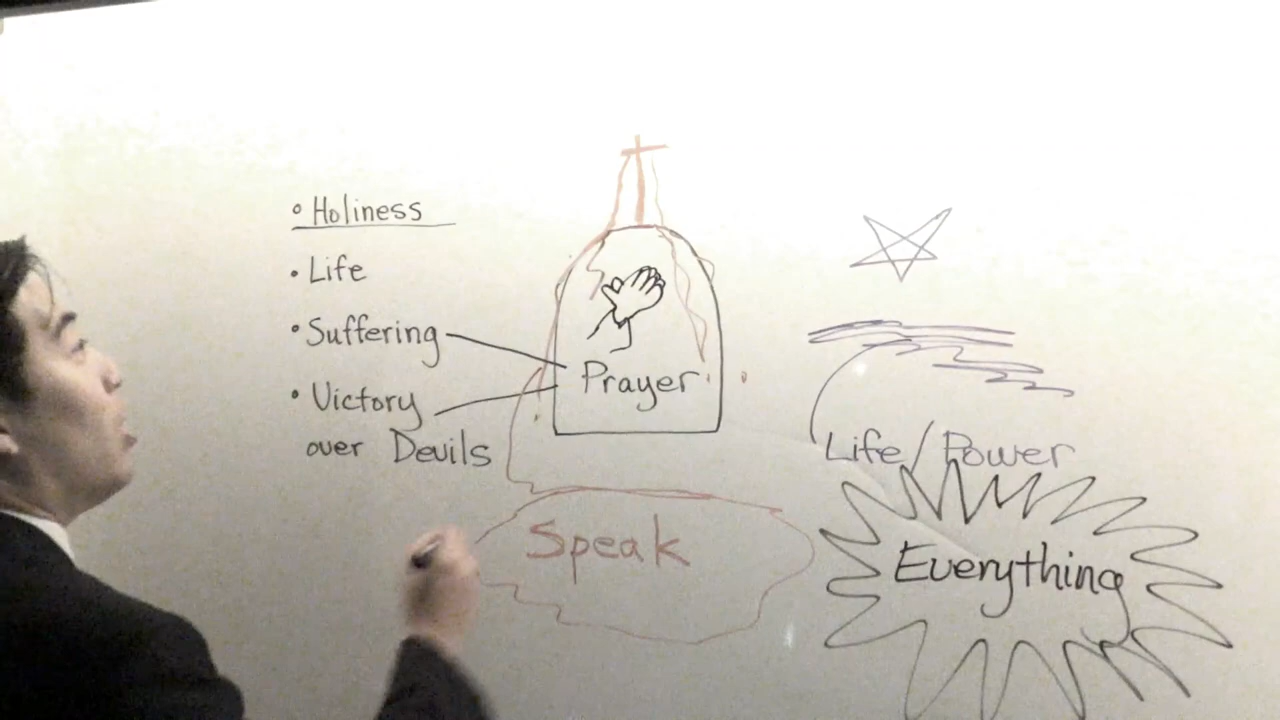 • Holiness
• Life
• Suffering
• Victory
over Devils
Prayer
Speak
Life/Power
Everything